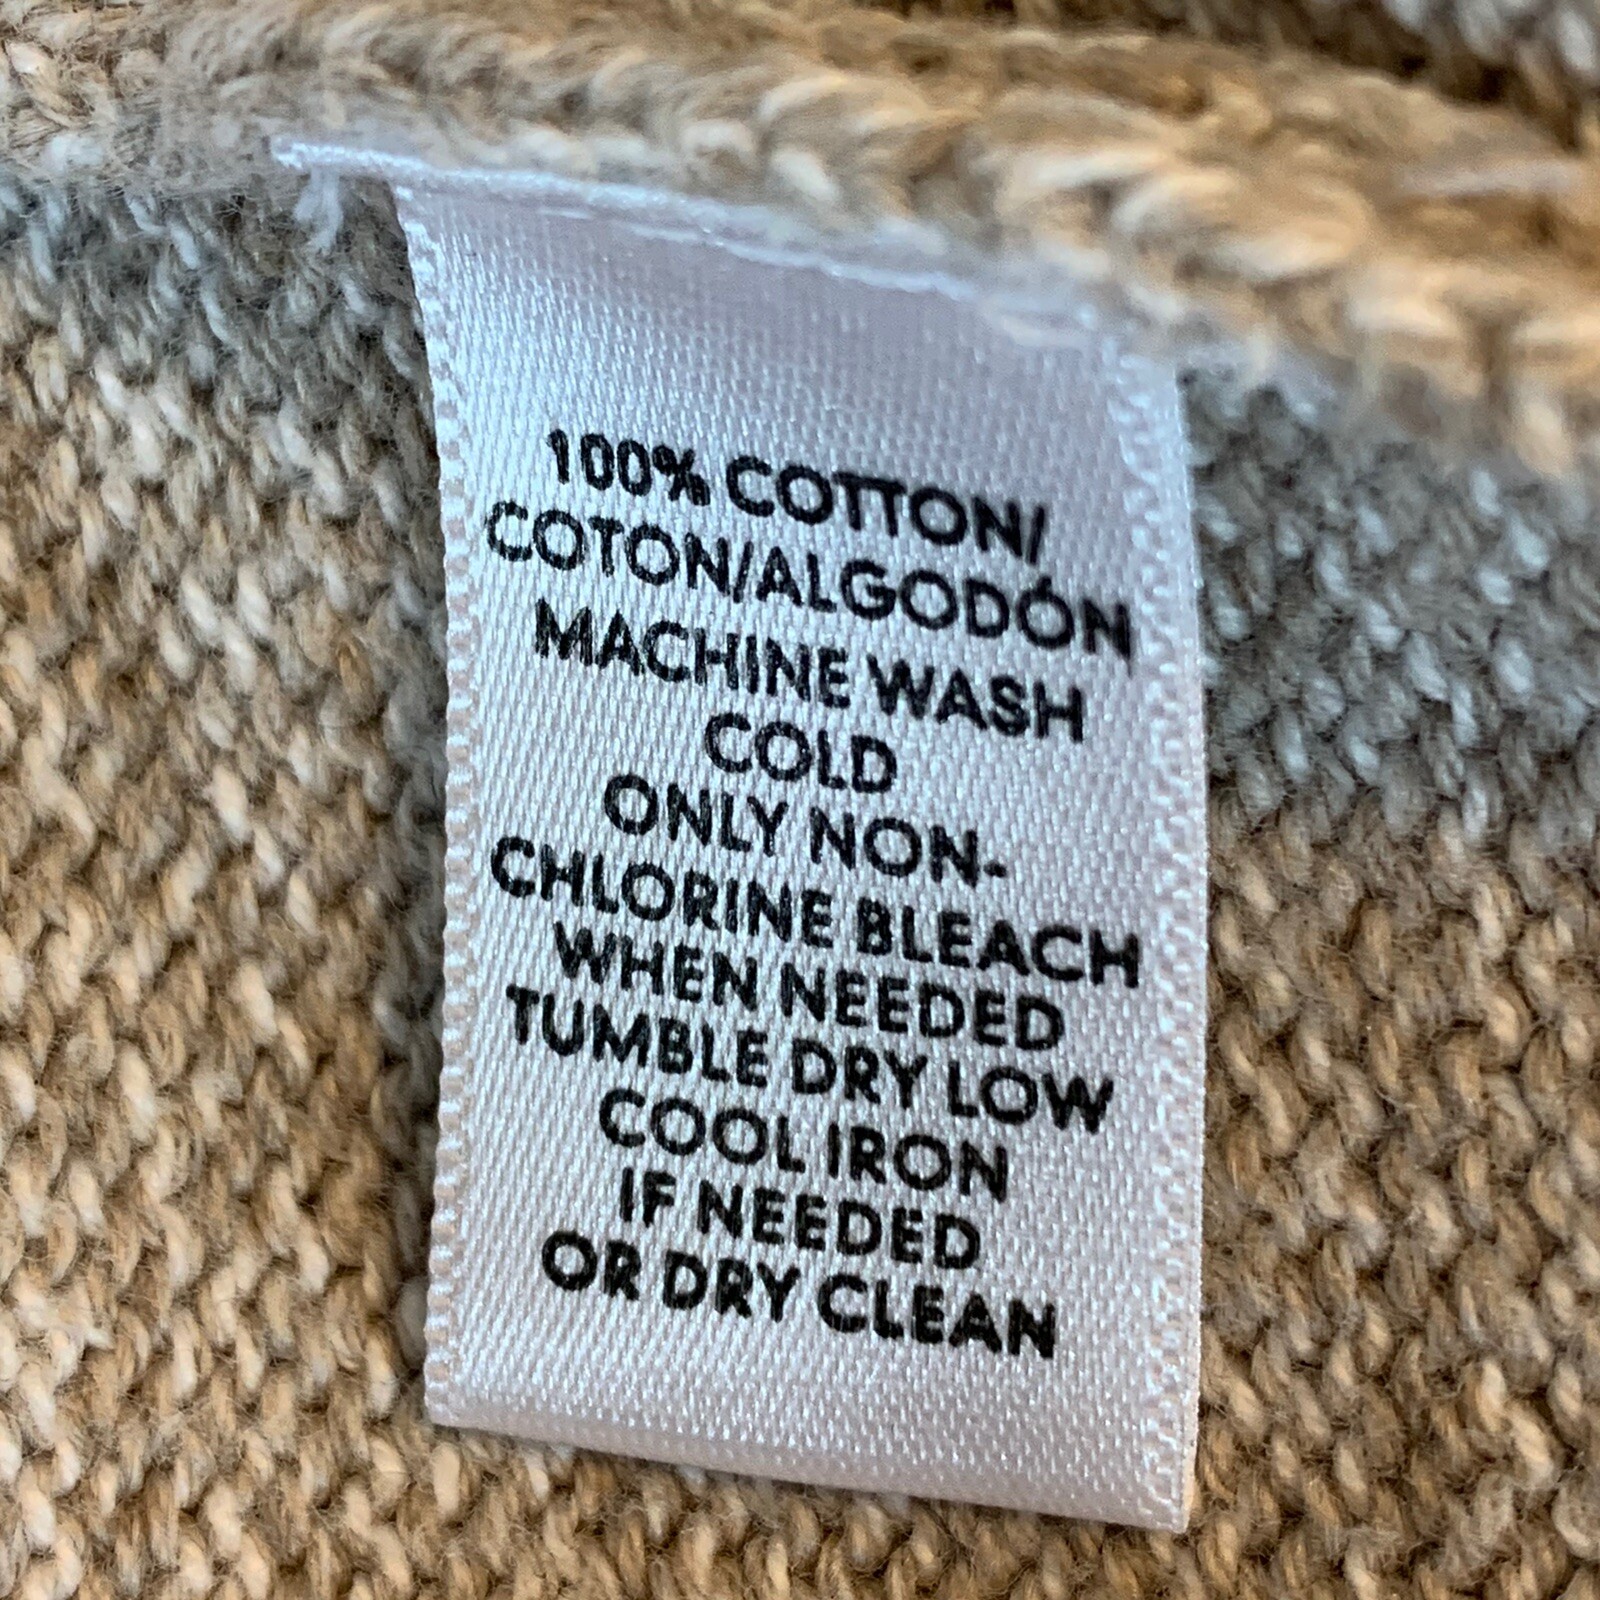 100% COTTON/
COTON/ALGODÓN
MACHINE WASH
COLD
ONLY NON-
CHLORINE BLEACH
WHEN NEEDED
TUMBLE DRY LOW
COOL IRON
IF NEEDED
OR DRY CLEAN